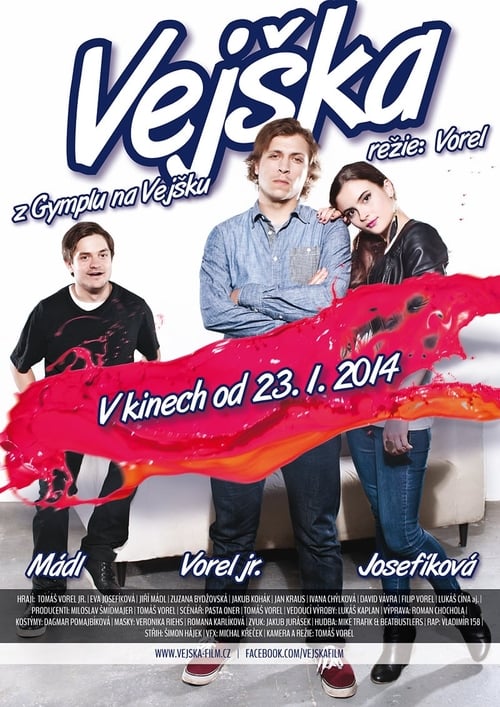 Vejška
režie: Vorel
z Gymplu na Vejšku
V kinech od 23. 1. 2014
Mádl Vorel jr. Josefíková
HRAJÍ: TOMÁŠ VOREL JR. | EVA JOSEFÍKOVÁ | JIŘÍ MÁDL | ZUZANA BYDŽOVSKÁ | JAKUB KOHÁK | JAN KRAUS | IVANA CHÝLKOVÁ | DAVID VÁVRA | FILIP VOREL | LUKÁŠ ČÍNA AJ. |
PRODUCENTI: MILOSLAV ŠMÍDMAJER | TOMÁŠ VOREL | SCÉNÁŘ: PASTA ONER | TOMÁŠ VOREL | VEDOUCÍ VÝROBY: LUKÁŠ KAPLAN | VÝPRAVA: ROMAN CHOCHOLA |
KOSTÝMY: DAGMAR POMAJBÍKOVÁ | MASKY: VERONIKA RIEHS | ROMANA KARLÍKOVÁ | ZVUK: JAKUB JURÁSEK | HUDBA: MIKE TRAFIK & BEATBUSTLERS | RAP: VLADIMIR 158 |
STŘIH: ŠIMON HÁJEK | VFX: MICHAL KŘEČEK | KAMERA A REŽIE: TOMÁŠ VOREL
WWW.VEJSKA-FILM.CZ | FACEBOOK.COM/VEJSKAFILM